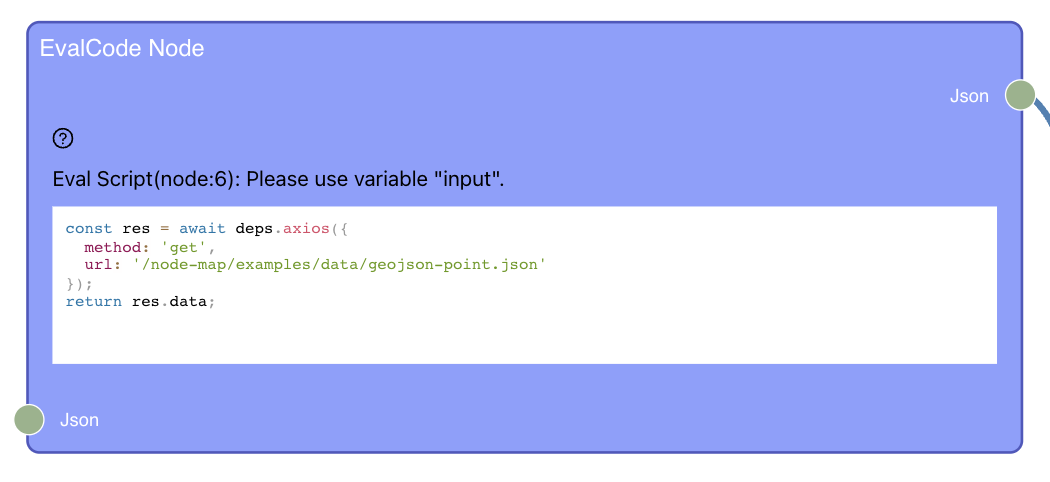 EvalCode Node
Json
?
Eval Script(node:6): Please use variable "input".
const res = await deps.axios({
  method: 'get',
  url: '/node-map/examples/data/geojson-point.json'
});
return res.data;
Json